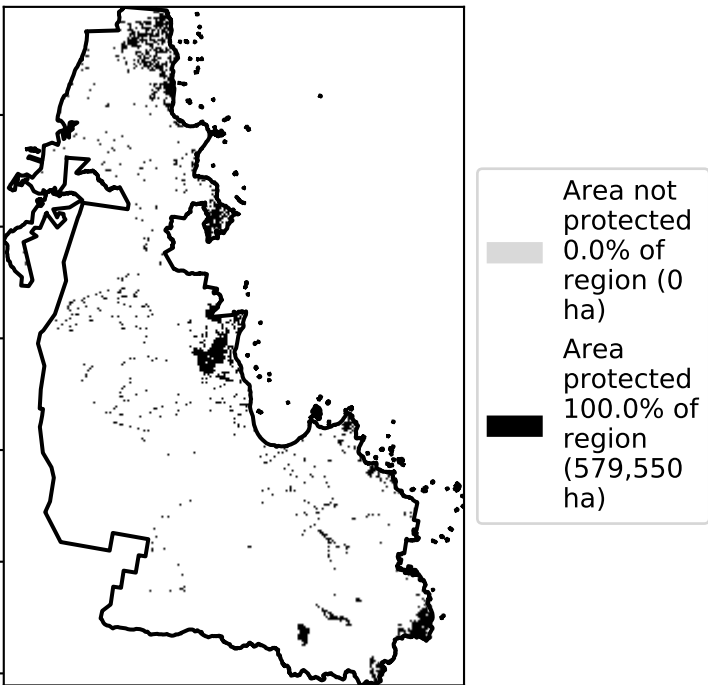 Area not
protected
0.0% of
region (0
ha)
Area
protected
100.0% of
region
(579,550
ha)